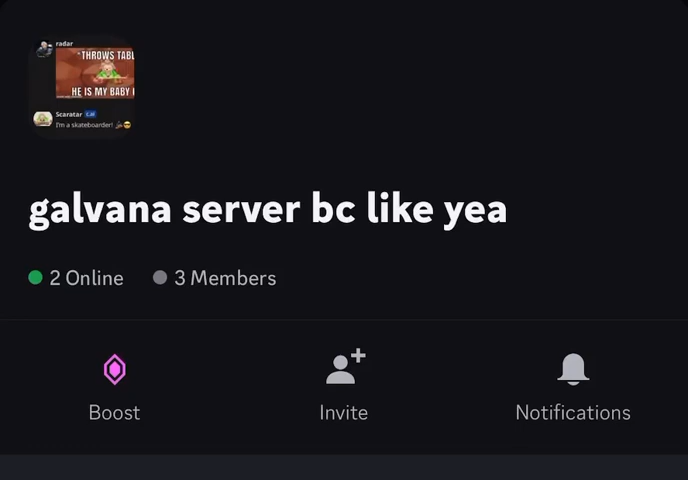 radar
"THROWS TABL
HE IS MY BABY
Scaratar
I'm a skateboarder!
galvana server bc like yea
2 Online
3 Members
Boost
Invite
Notifications